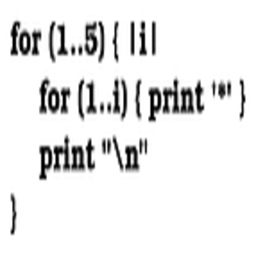 for (1..5) { |i|
    for (1..i) { print '*' }
    print "\n"
}